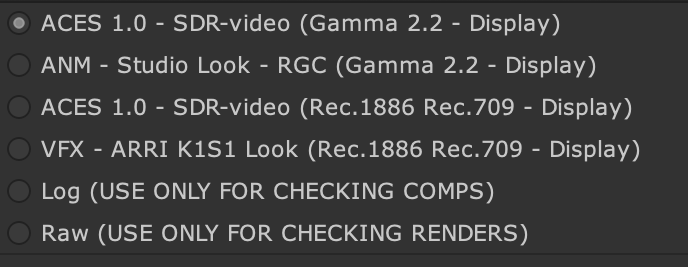 ACES 1.0 - SDR-video (Gamma 2.2 - Display)
ANM - Studio Look - RGC (Gamma 2.2 - Display)
ACES 1.0 - SDR-video (Rec.1886 Rec.709 - Display)
VFX - ARRI K1S1 Look (Rec.1886 Rec.709 - Display)
Log (USE ONLY FOR CHECKING COMPS)
Raw (USE ONLY FOR CHECKING RENDERS)